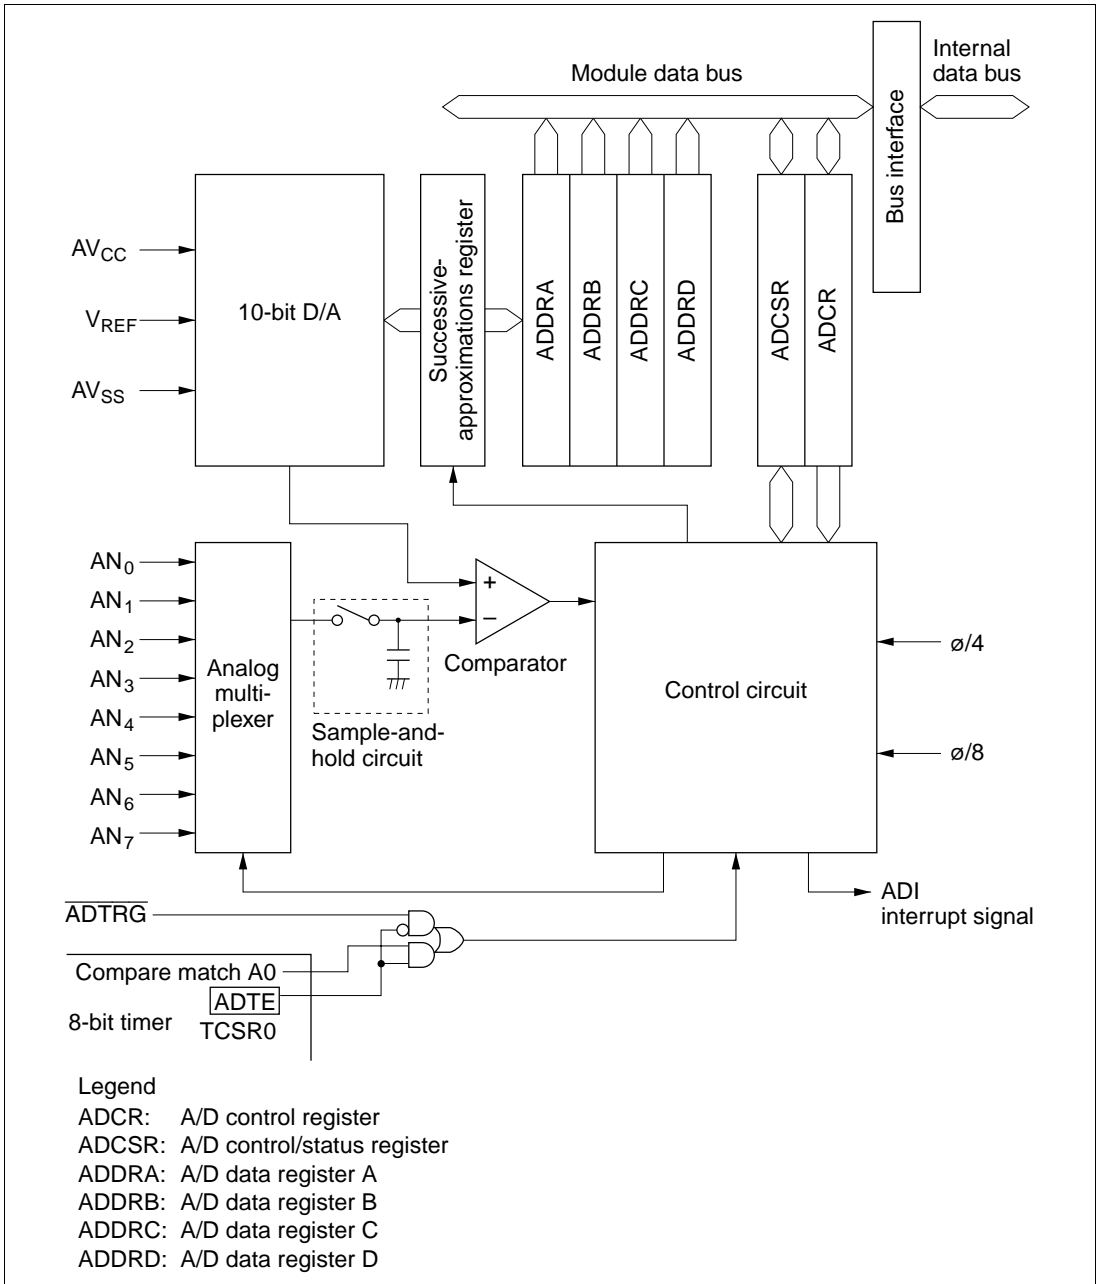 Module data bus
Internal
data bus
Bus interface
AVCC
VREF
AVSS
10-bit D/A
Successive-
approximations register
ADDRA
ADDRB
ADDRC
ADDRD
ADCSR
ADCR
AN0
AN1
AN2
AN3
AN4
AN5
AN6
AN7
Analog
multi-
plexer
Sample-and-
hold circuit
+
−
Comparator
Control circuit
ø/4
ø/8
ADI
interrupt signal
ADTRG
Compare match A0
ADTE
8-bit timer
TCSR0
Legend
ADCR: A/D control register
ADCSR: A/D control/status register
ADDRA: A/D data register A
ADDRB: A/D data register B
ADDRC: A/D data register C
ADDRD: A/D data register D